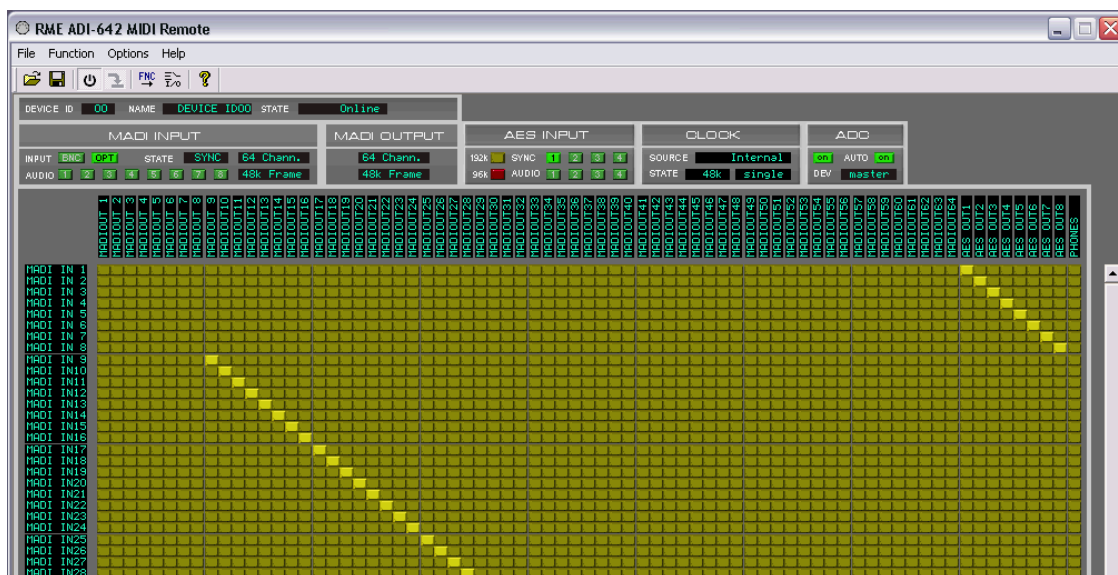 RME ADI-642 MIDI Remote
File Function Options Help
FNC I/o ?
DEVICE ID 00 NAME DEVICE ID00 STATE Online
MADI INPUT MADI OUTPUT AES INPUT CLOCK ADC
INPUT BNC OPT STATE SYNC 64 Chann. 64 Chann. 192k SYNC 1 2 3 4 SOURCE Internal on AUTO on
AUDIO 1 2 3 4 5 6 7 8 48k Frame 48k Frame 96k AUDIO 1 2 3 4 STATE 48k single DEV master
MADIOUT 1 MADIOUT 2 MADIOUT 3 MADIOUT 4 MADIOUT 5 MADIOUT 6 MADIOUT 7 MADIOUT 8 MADIOUT 9 MADIOUT10 MADIOUT11 MADIOUT12 MADIOUT13 MADIOUT14 MADIOUT15 MADIOUT16 MADIOUT17 MADIOUT18 MADIOUT19 MADIOUT20 MADIOUT21 MADIOUT22 MADIOUT23 MADIOUT24 MADIOUT25 MADIOUT26 MADIOUT27 MADIOUT28 MADIOUT29 MADIOUT30 MADIOUT31 MADIOUT32 MADIOUT33 MADIOUT34 MADIOUT35 MADIOUT36 MADIOUT37 MADIOUT38 MADIOUT39 MADIOUT40 MADIOUT41 MADIOUT42 MADIOUT43 MADIOUT44 MADIOUT45 MADIOUT46 MADIOUT47 MADIOUT48 MADIOUT49 MADIOUT50 MADIOUT51 MADIOUT52 MADIOUT53 MADIOUT54 MADIOUT55 MADIOUT56 MADIOUT57 MADIOUT58 MADIOUT59 MADIOUT60 MADIOUT61 MADIOUT62 MADIOUT63 MADIOUT64 AES OUT1 AES OUT2 AES OUT3 AES OUT4 AES OUT5 AES OUT6 AES OUT7 AES OUT8 PHONES
MADI IN 1
MADI IN 2
MADI IN 3
MADI IN 4
MADI IN 5
MADI IN 6
MADI IN 7
MADI IN 8
MADI IN 9
MADI IN10
MADI IN11
MADI IN12
MADI IN13
MADI IN14
MADI IN15
MADI IN16
MADI IN17
MADI IN18
MADI IN19
MADI IN20
MADI IN21
MADI IN22
MADI IN23
MADI IN24
MADI IN25
MADI IN26
MADI IN27
MADI IN28